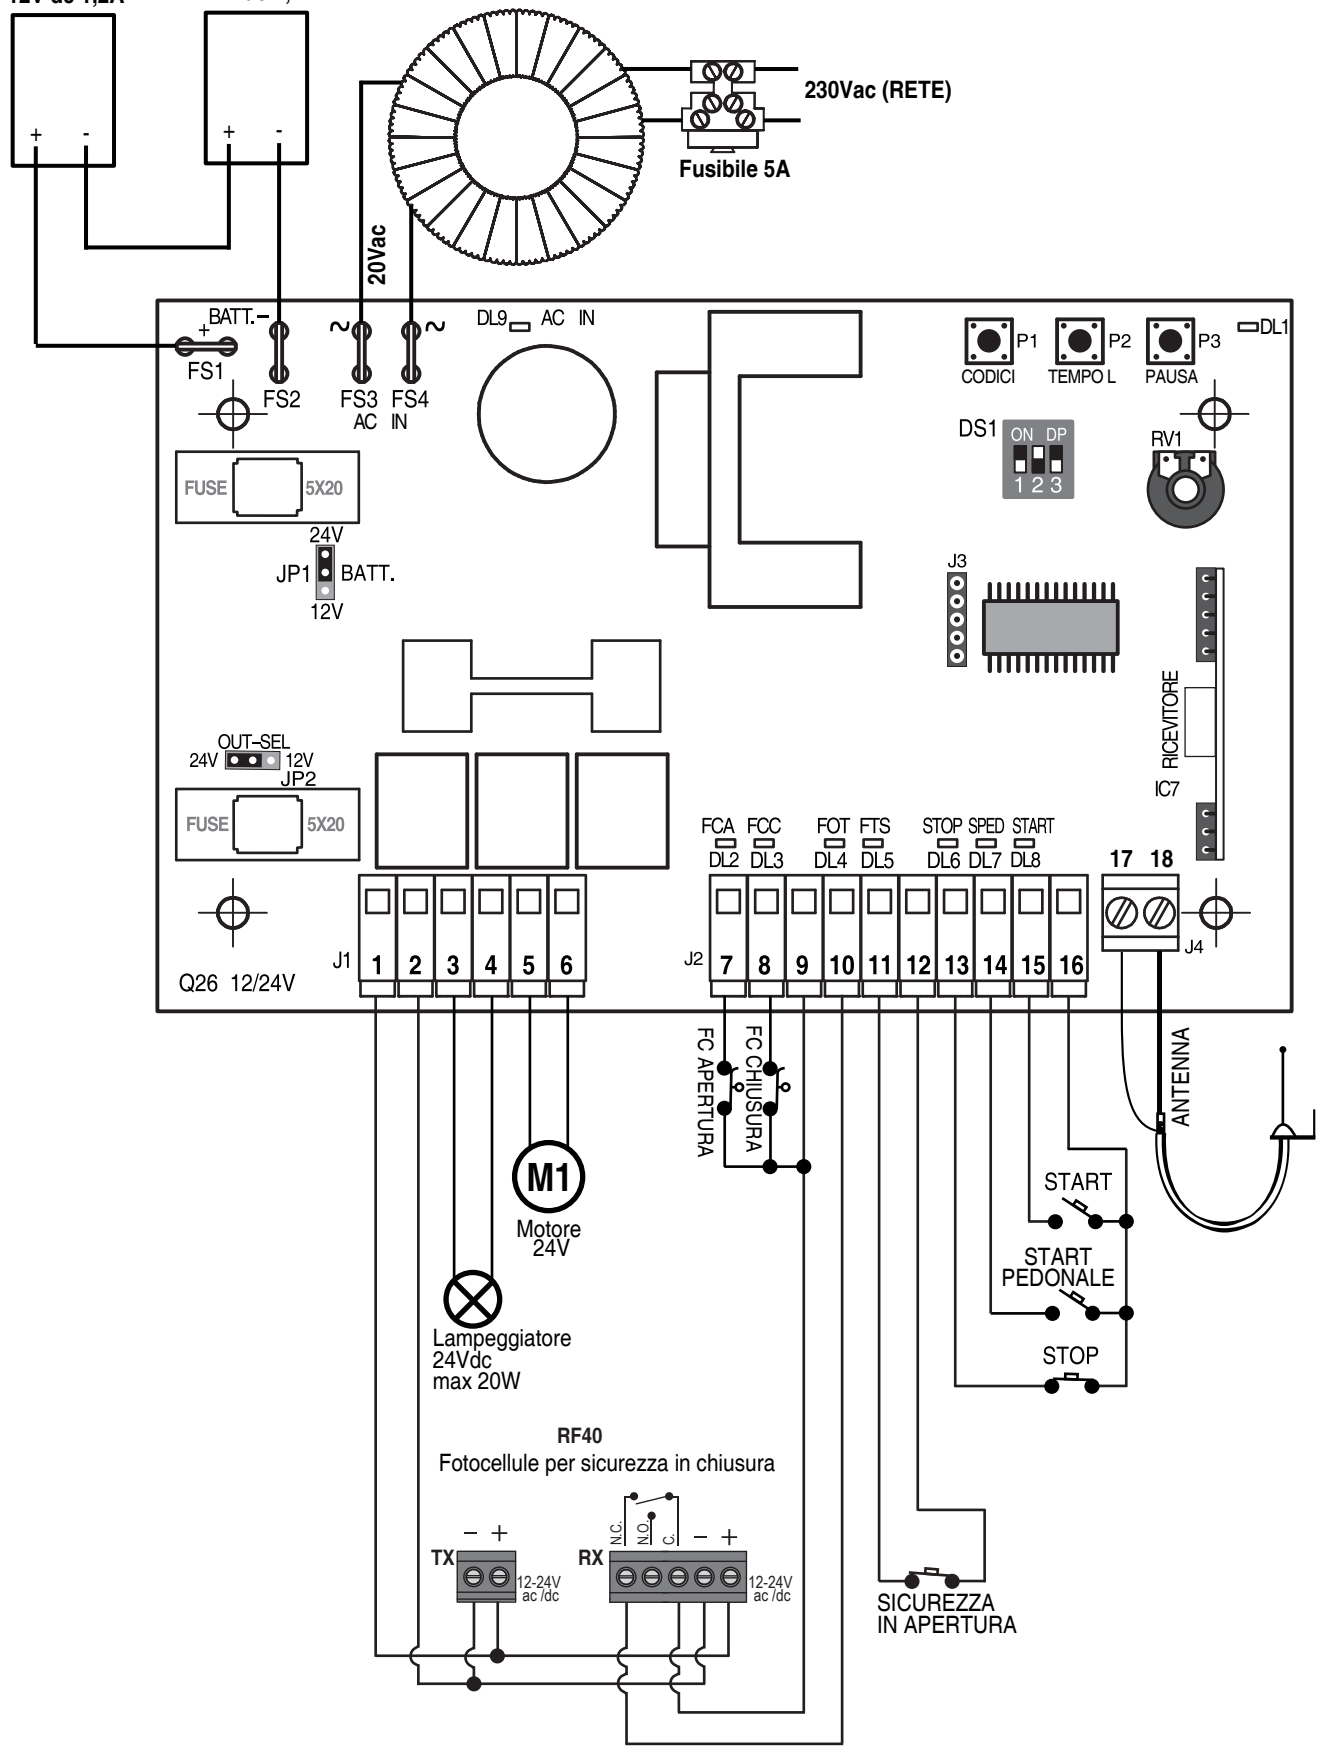 + -
+ -
230Vac (RETE)
Fusibile 5A
20Vac
BATT. -
+
FS1
FS2
~ ~
FS3 FS4
AC IN
DL9 AC IN
P1
CODICI
P2
TEMPO L
P3
PAUSA
DL1
DS1
ON DP
1 2 3
RV1
FUSE 5X20
24V
JP1 BATT.
12V
J3
RICEVITORE
IC7
OUT-SEL
24V 12V
JP2
FUSE 5X20
FCA FCC FOT FTS STOP SPED START
DL2 DL3 DL4 DL5 DL6 DL7 DL8
17 18
J4
J1 1 2 3 4 5 6
J2 7 8 9 10 11 12 13 14 15 16
Q26 12/24V
FC APERTURA
FC CHIUSURA
ANTENNA
M1
Motore
24V
START
START
PEDONALE
STOP
Lampeggiatore
24Vdc
max 20W
RF40
Fotocellule per sicurezza in chiusura
N.C.
N.O.
C.
- +
- +
TX
12-24V
ac/dc
RX
12-24V
ac/dc
SICUREZZA
IN APERTURA